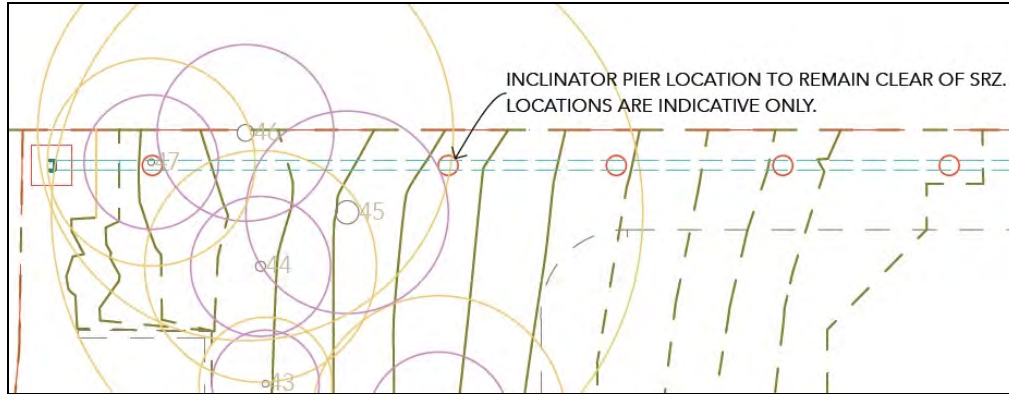 INCLINATOR PIER LOCATION TO REMAIN CLEAR OF SRZ.
LOCATIONS ARE INDICATIVE ONLY.
46
47
45
44
43